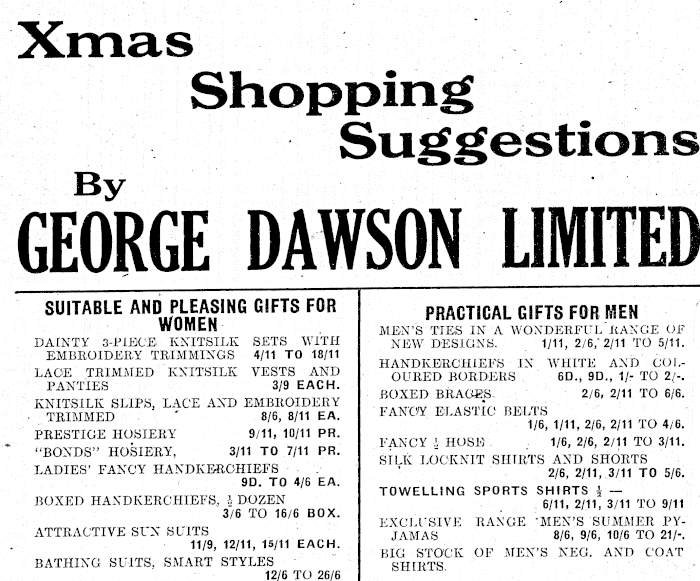 Xmas
Shopping
Suggestions
By
GEORGE DAWSON LIMITED
SUITABLE AND PLEASING GIFTS FOR
WOMEN
DAINTY 3-PIECE KNITSILK SETS WITH
EMBROIDERY TRIMMINGS 4/11 TO 18/11
LACE TRIMMED KNITSILK VESTS AND
PANTIES 3/9 EACH.
KNITSILK SLIPS, LACE AND EMBROIDERY
TRIMMED 8/6, 8/11 EA.
PRESTIGE HOSIERY 9/11, 10/11 PR.
"BONDS" HOSIERY, 3/11 TO 7/11 PR.
LADIES' FANCY HANDKERCHIEFS
9D. TO 4/6 EA.
BOXED HANDKERCHIEFS, ½ DOZEN
3/6 TO 16/6 BOX.
ATTRACTIVE SUN SUITS
11/9, 12/11, 15/11 EACH.
BATHING SUITS, SMART STYLES
12/6 TO 26/6
PRACTICAL GIFTS FOR MEN
MEN'S TIES IN A WONDERFUL RANGE OF
NEW DESIGNS. 1/11, 2/6, 2/11 TO 5/11.
HANDKERCHIEFS IN WHITE AND COL-
OURED BORDERS 6D., 9D., 1/- TO 2/-.
BOXED BRACES 2/6, 2/11 TO 6/6.
FANCY ELASTIC BELTS
1/6, 1/11, 2/6, 2/11 TO 4/6.
FANCY ½ HOSE 1/6, 2/6, 2/11 TO 3/11.
SILK LOCKNIT SHIRTS AND SHORTS
2/6, 2/11, 3/11 TO 5/6.
TOWELLING SPORTS SHIRTS ½ —
6/11, 2/11, 3/11 TO 9/11
EXCLUSIVE RANGE MEN'S SUMMER PY-
JAMAS 8/6, 9/6, 10/6 TO 21/-.
BIG STOCK OF MEN'S NEG. AND COAT
SHIRTS.